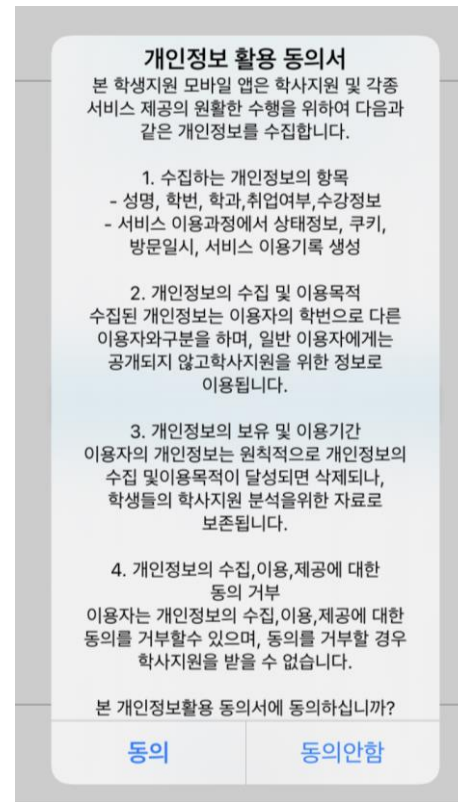 개인정보 활용 동의서
본 학생지원 모바일 앱은 학사지원 및 각종
서비스 제공의 원활한 수행을 위하여 다음과
같은 개인정보를 수집합니다.
1. 수집하는 개인정보의 항목
- 성명, 학번, 학과,취업여부,수강정보
- 서비스 이용과정에서 상태정보, 쿠키,
방문일시, 서비스 이용기록 생성
2. 개인정보의 수집 및 이용목적
수집된 개인정보는 이용자의 학번으로 다른
이용자와구분을 하며, 일반 이용자에게는
공개되지 않고학사지원을 위한 정보로
이용됩니다.
3. 개인정보의 보유 및 이용기간
이용자의 개인정보는 원칙적으로 개인정보의
수집 및이용목적이 달성되면 삭제되나,
학생들의 학사지원 분석을위한 자료로
보존됩니다.
4. 개인정보의 수집,이용,제공에 대한
동의 거부
이용자는 개인정보의 수집,이용,제공에 대한
동의를 거부할수 있으며, 동의를 거부할 경우
학사지원을 받을 수 없습니다.
본 개인정보활용 동의서에 동의하십니까?
동의 동의안함